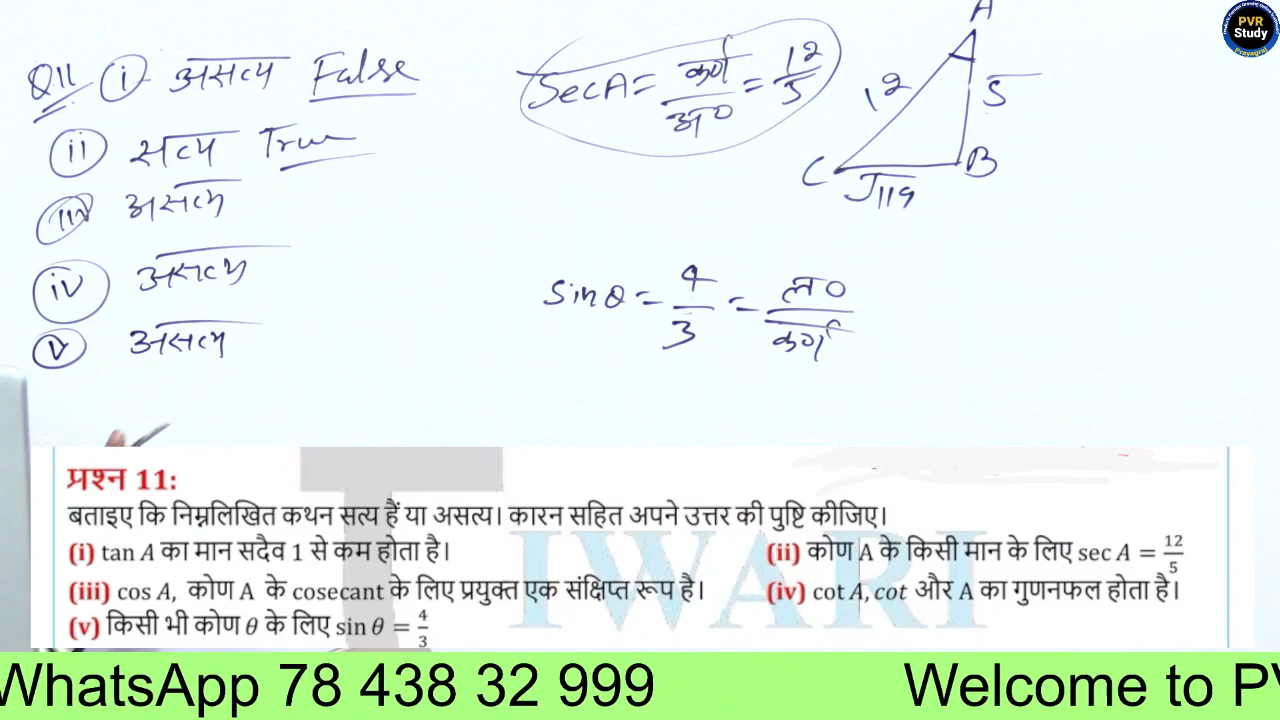 PVR
Study
Q11 (i) असत्य False
(ii) सत्य True
(iii) असत्य
(iv) असत्य
(v) असत्य
SecA = कर्ण/अ० = 12/5
A
12
5
C
B
√119
Sinθ = 4/3 = ल०/कर्ण
प्रश्न 11:
बताइए कि निम्नलिखित कथन सत्य हैं या असत्य। कारन सहित अपने उत्तर की पुष्टि कीजिए।
(i) tan A का मान सदैव 1 से कम होता है।
(ii) कोण A के किसी मान के लिए sec A = 12/5
(iii) cos A, कोण A के cosecant के लिए प्रयुक्त एक संक्षिप्त रूप है।
(iv) cot A, cot और A का गुणनफल होता है।
(v) किसी भी कोण θ के लिए sin θ = 4/3
TIWARI
WhatsApp 78 438 32 999
Welcome to PV